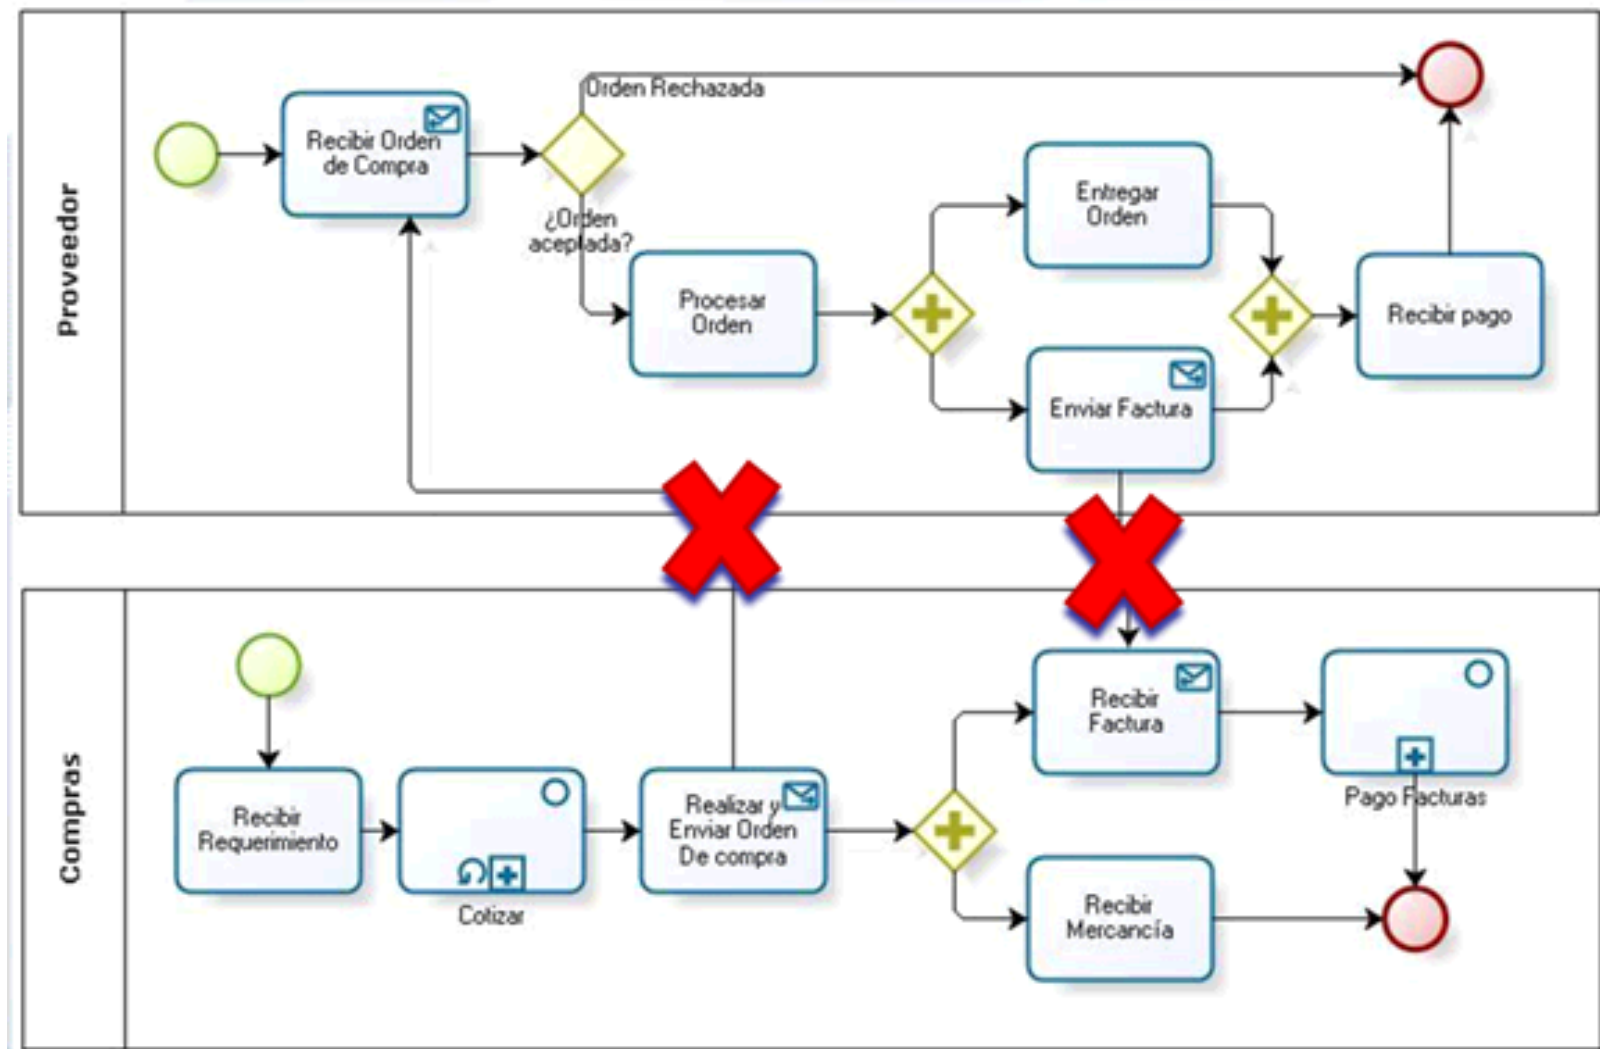 Proveedor
Recibir Orden
de Compra
Orden Rechazada
¿Orden
aceptada?
Procesar
Orden
Entregar
Orden
Enviar Factura
Recibir pago
Compras
Recibir
Requerimiento
Cotizar
Realizar y
Enviar Orden
De compra
Recibir
Factura
Pago Facturas
Recibir
Mercancía